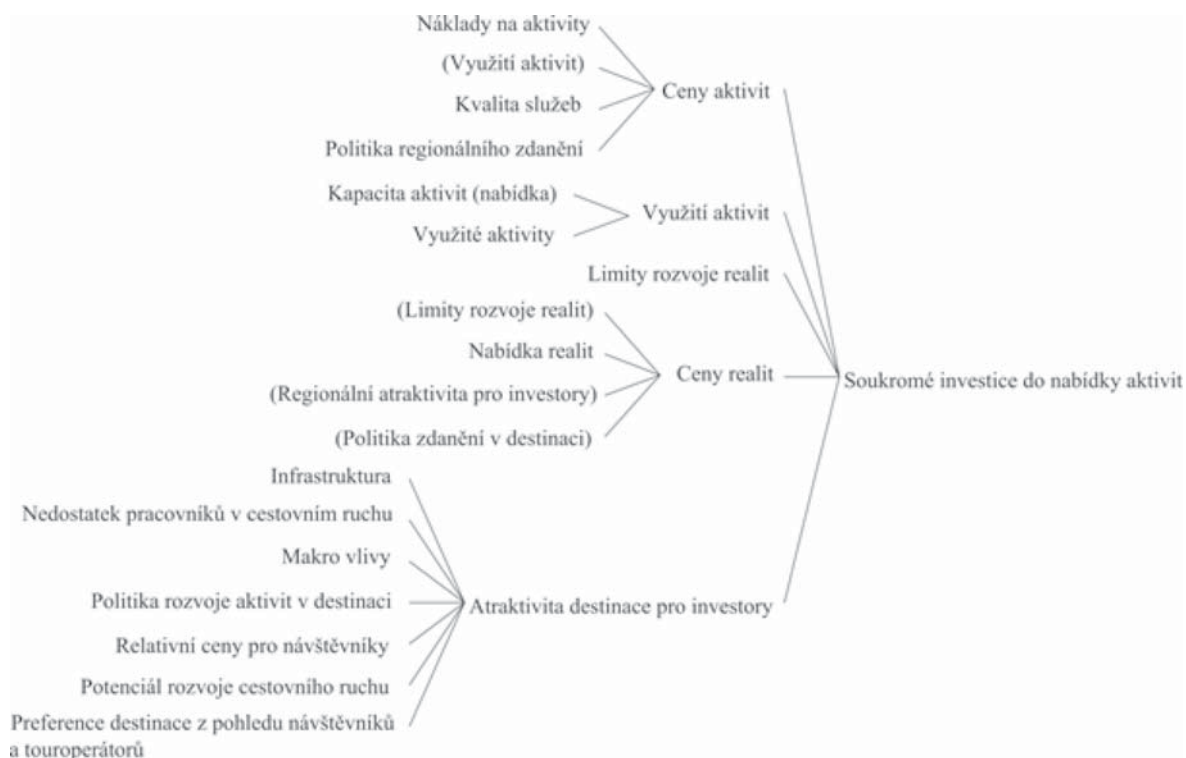 Náklady na aktivity
(Využití aktivit)
Ceny aktivit
Kvalita služeb
Politika regionálního zdanění
Kapacita aktivit (nabídka)
Využití aktivit
Využité aktivity
Limity rozvoje realit
(Limity rozvoje realit)
Nabídka realit
Ceny realit
Soukromé investice do nabídky aktivit
(Regionální atraktivita pro investory)
(Politika zdanění v destinaci)
Infrastruktura
Nedostatek pracovníků v cestovním ruchu
Makro vlivy
Politika rozvoje aktivit v destinaci
Atraktivita destinace pro investory
Relativní ceny pro návštěvníky
Potenciál rozvoje cestovního ruchu
Preference destinace z pohledu návštěvníků
a touroperátorů